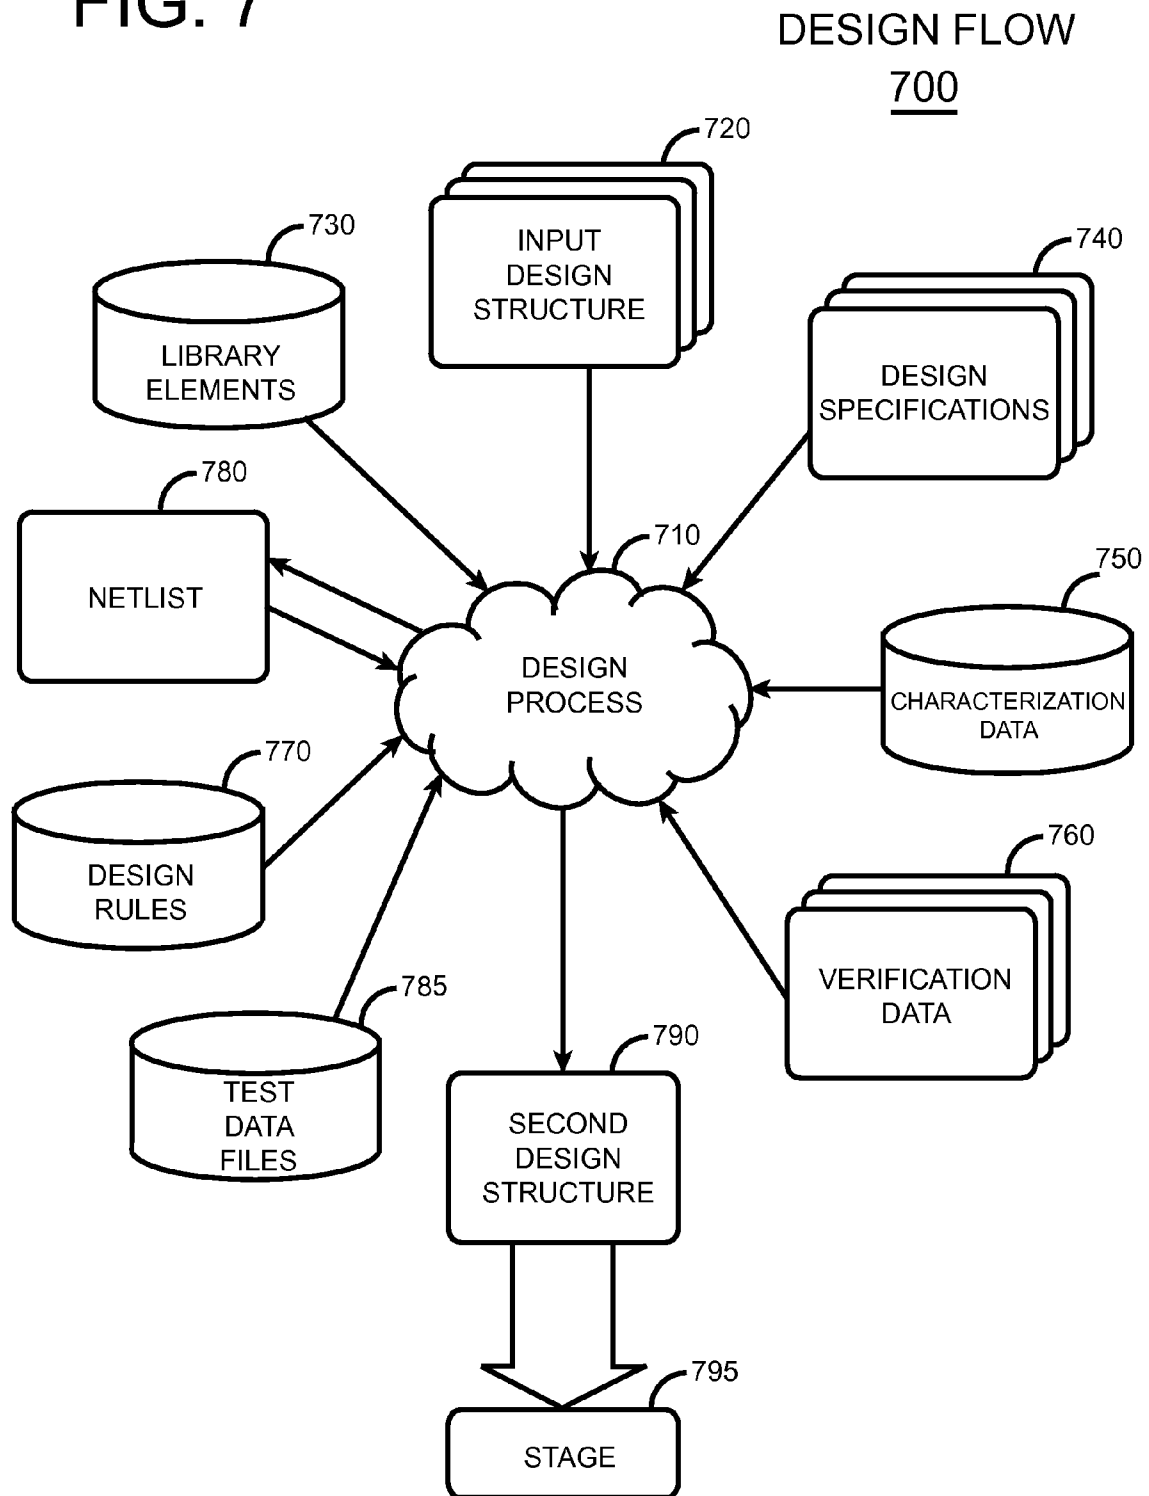 FIG. 7
DESIGN FLOW
700
720
INPUT
DESIGN
STRUCTURE
730
LIBRARY
ELEMENTS
740
DESIGN
SPECIFICATIONS
780
NETLIST
710
DESIGN
PROCESS
750
CHARACTERIZATION
DATA
770
DESIGN
RULES
760
VERIFICATION
DATA
785
TEST
DATA
FILES
790
SECOND
DESIGN
STRUCTURE
795
STAGE